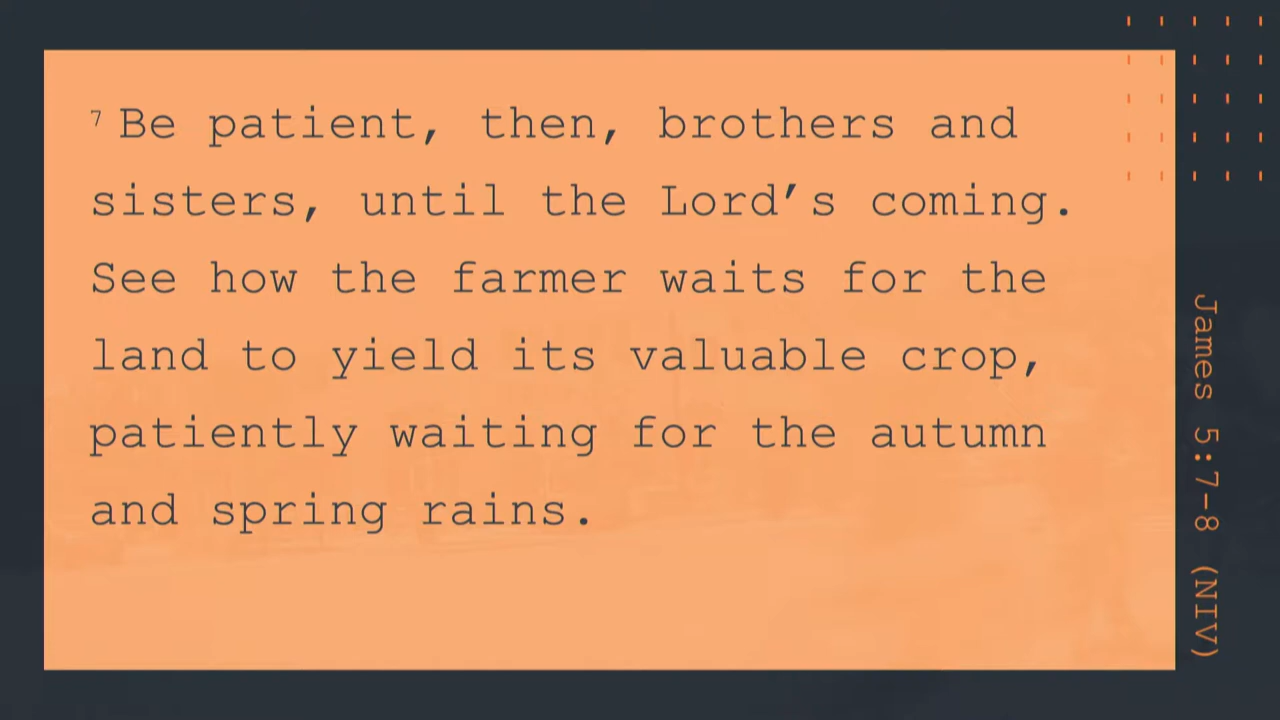 7 Be patient, then, brothers and
sisters, until the Lord’s coming.
See how the farmer waits for the
land to yield its valuable crop,
patiently waiting for the autumn
and spring rains.
James 5:7-8 (NIV)